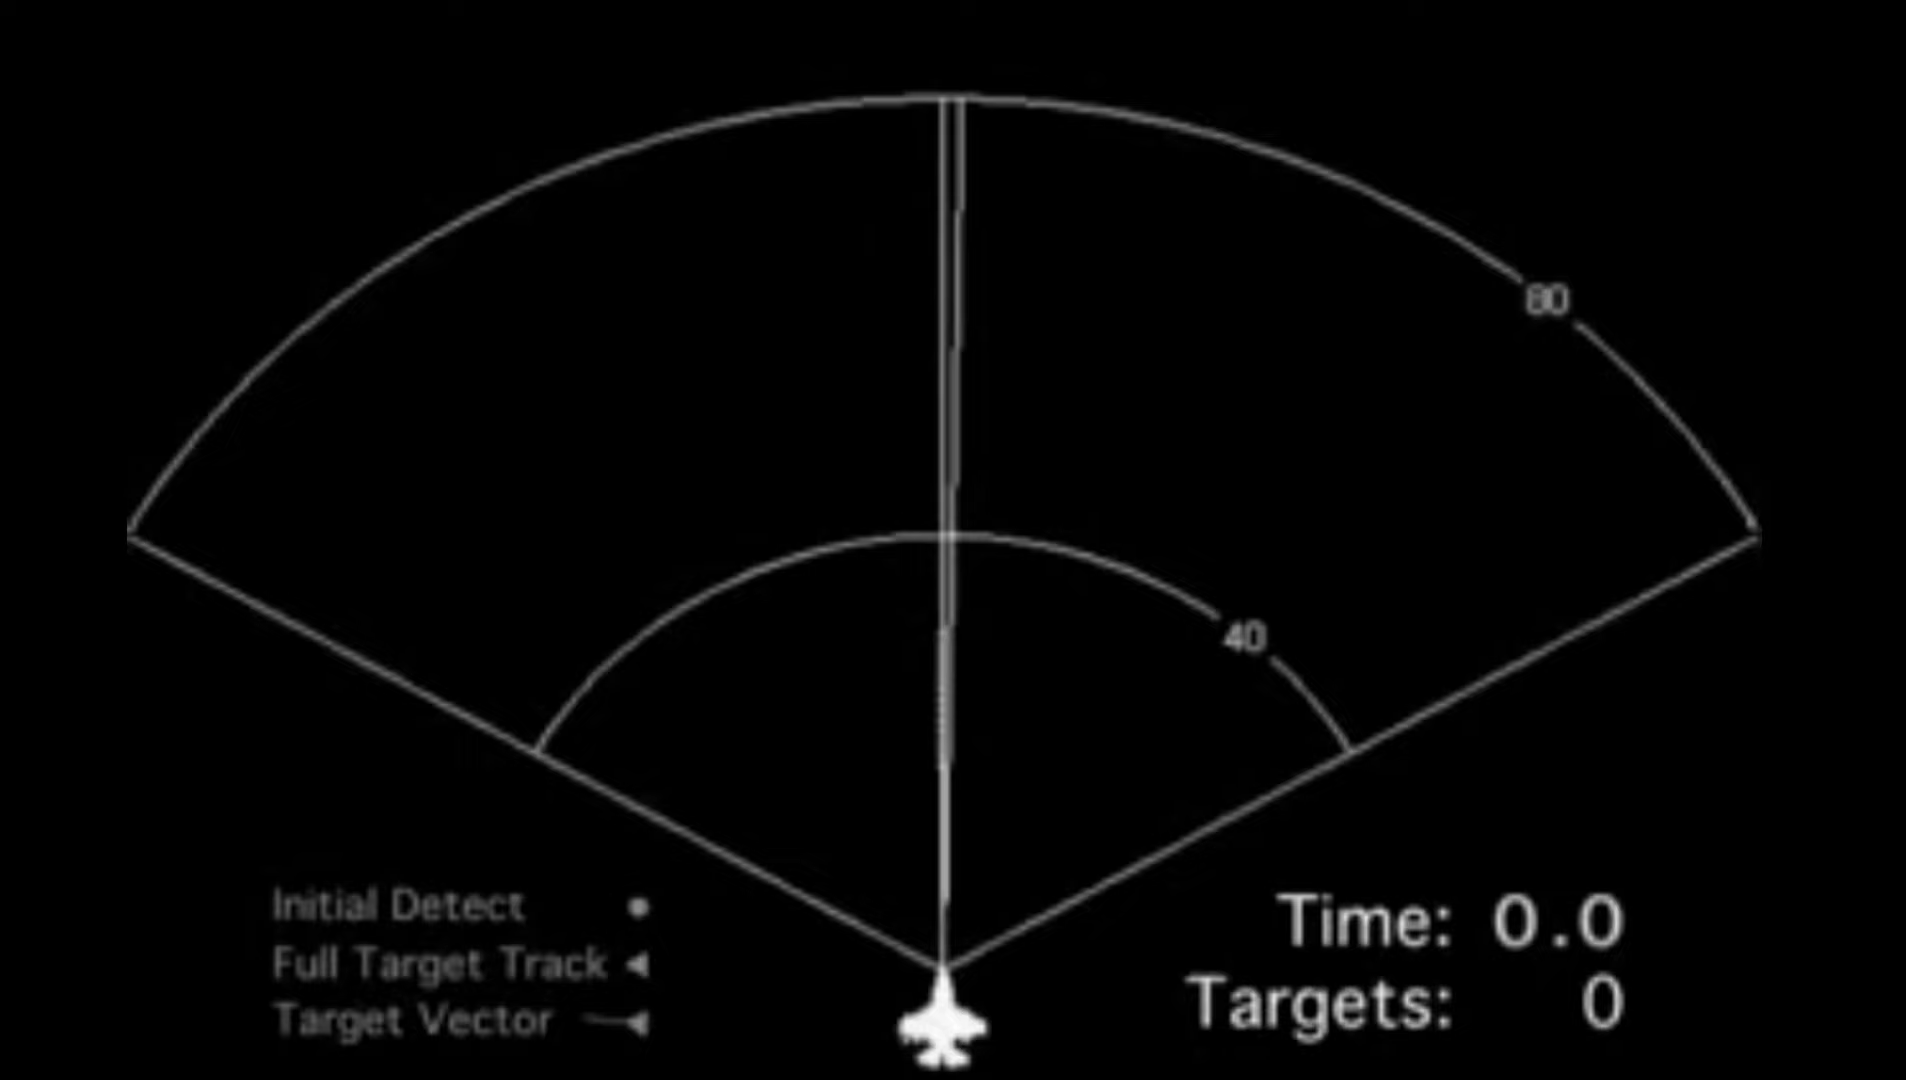 80
40
Initial Detect
Full Target Track
Target Vector
Time: 0.0
Targets: 0